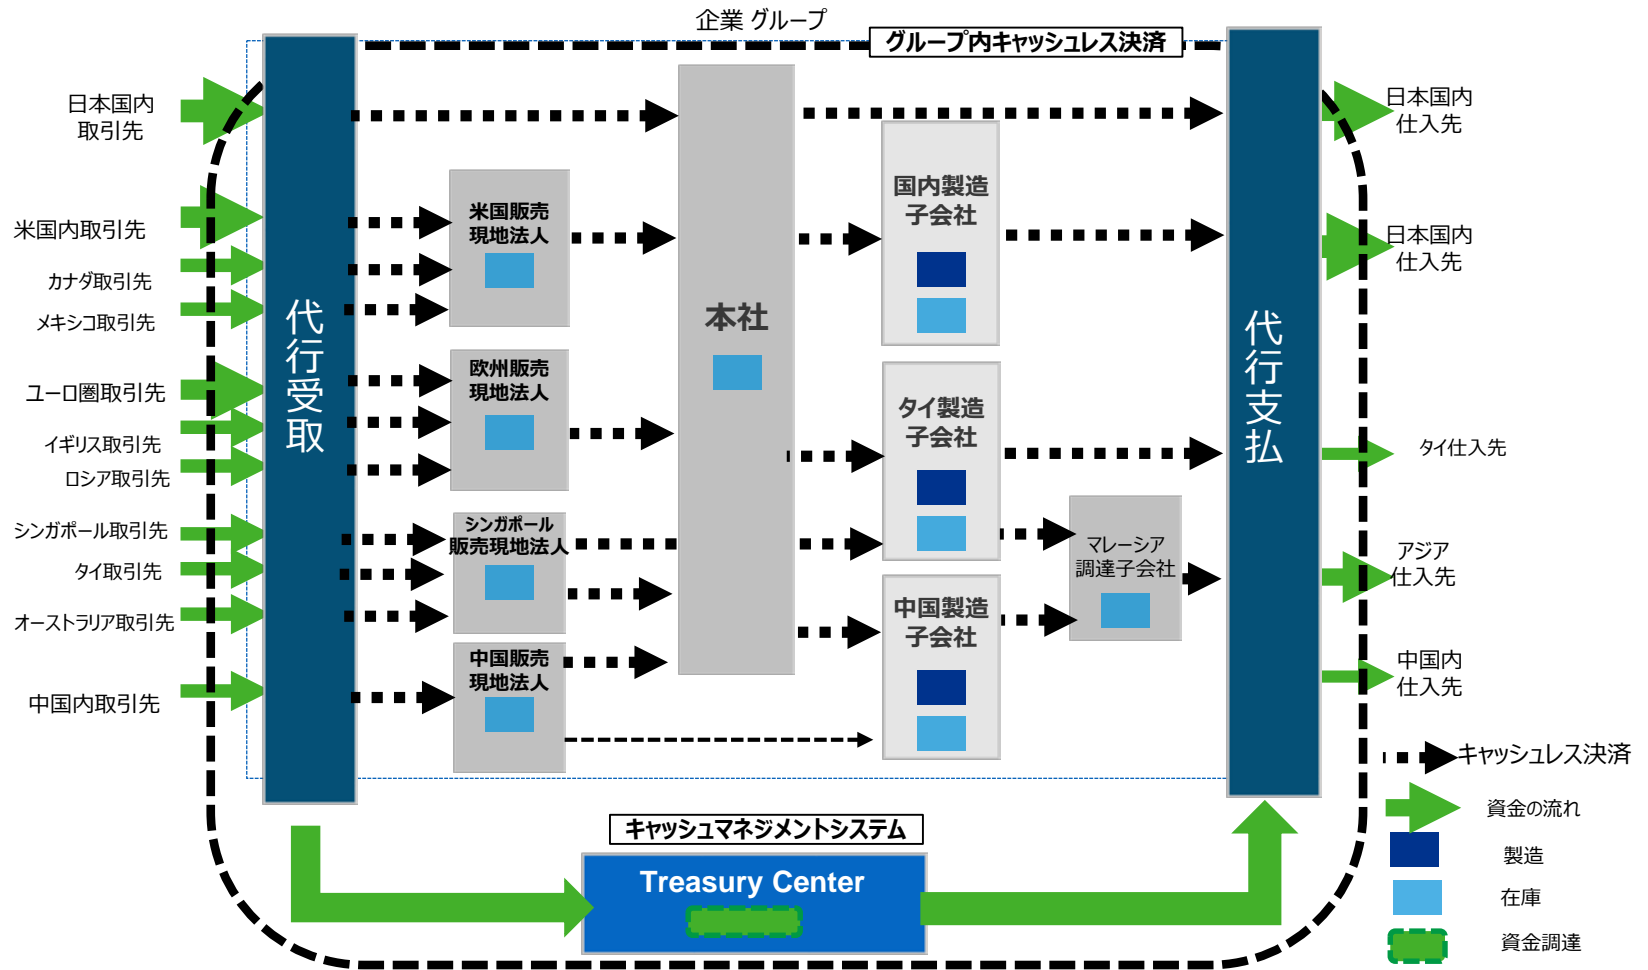 企業 グループ
グループ内キャッシュレス決済
日本国内
取引先
米国内取引先
カナダ取引先
メキシコ取引先
ユーロ圏取引先
イギリス取引先
ロシア取引先
シンガポール取引先
タイ取引先
オーストラリア取引先
中国内取引先
代行受取
米国販売
現地法人
欧州販売
現地法人
シンガポール
販売現地法人
中国販売
現地法人
本社
国内製造
子会社
タイ製造
子会社
中国製造
子会社
マレーシア
調達子会社
代行支払
日本国内
仕入先
日本国内
仕入先
タイ仕入先
アジア
仕入先
中国内
仕入先
キャッシュレス決済
資金の流れ
製造
在庫
資金調達
キャッシュマネジメントシステム
Treasury Center